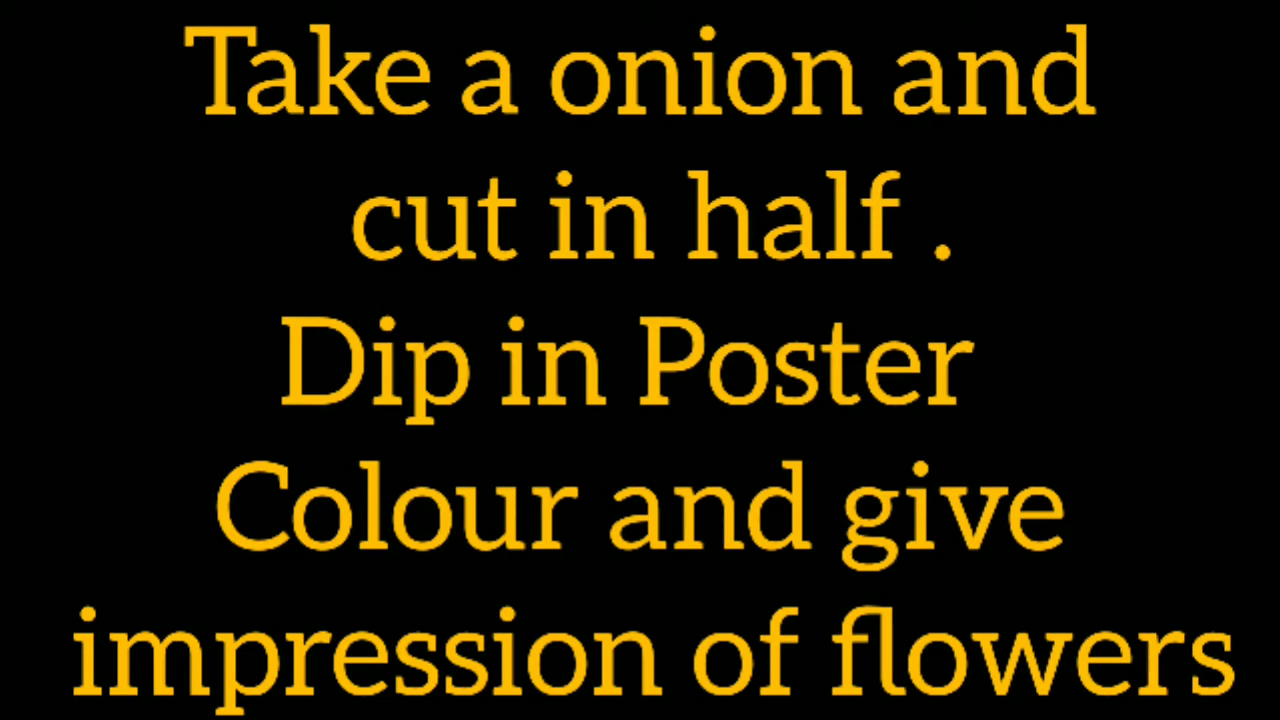 Take a onion and
cut in half .
Dip in Poster
Colour and give
impression of flowers